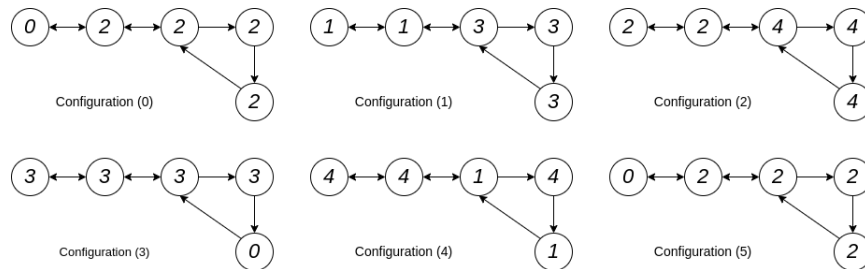 0 2 2 2
2
Configuration (0)
1 1 3 3
3
Configuration (1)
2 2 4 4
4
Configuration (2)
3 3 3 3
0
Configuration (3)
4 4 1 4
1
Configuration (4)
0 2 2 2
2
Configuration (5)